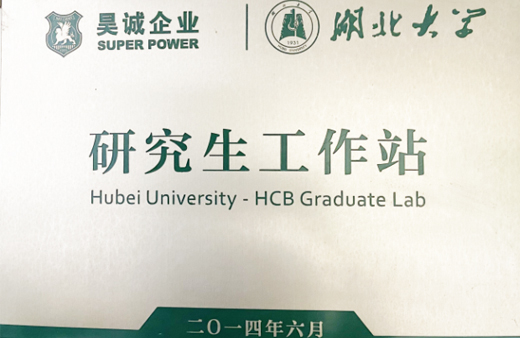 昊诚企业
SUPER POWER
湖北大学
1931
研究生工作站
Hubei University - HCB Graduate Lab
二〇一四年六月